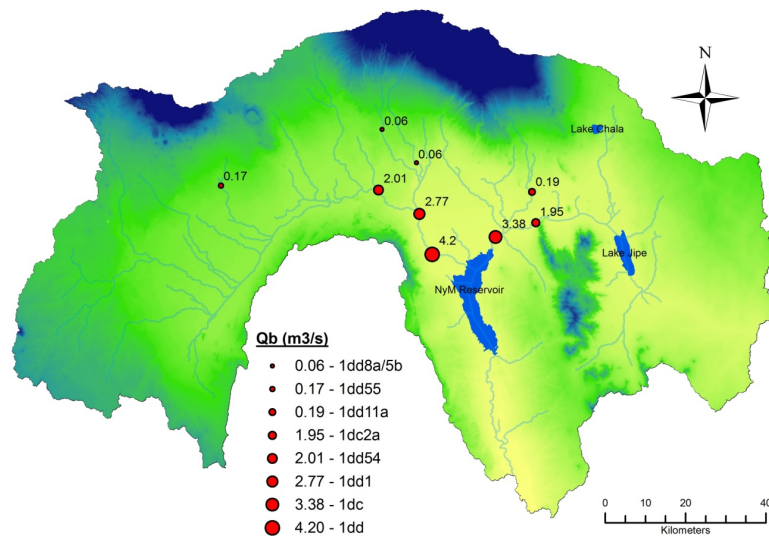 N
Lake Chala
0.06
0.06
0.17
2.01
0.19
2.77
1.95
3.38
4.2
Lake Jipe
NyM Reservoir
Qb (m3/s)
0.06 - 1dd8a/5b
0.17 - 1dd55
0.19 - 1dd11a
1.95 - 1dc2a
2.01 - 1dd54
2.77 - 1dd1
3.38 - 1dc
4.20 - 1dd
0 5 10 20 30 40
Kilometers